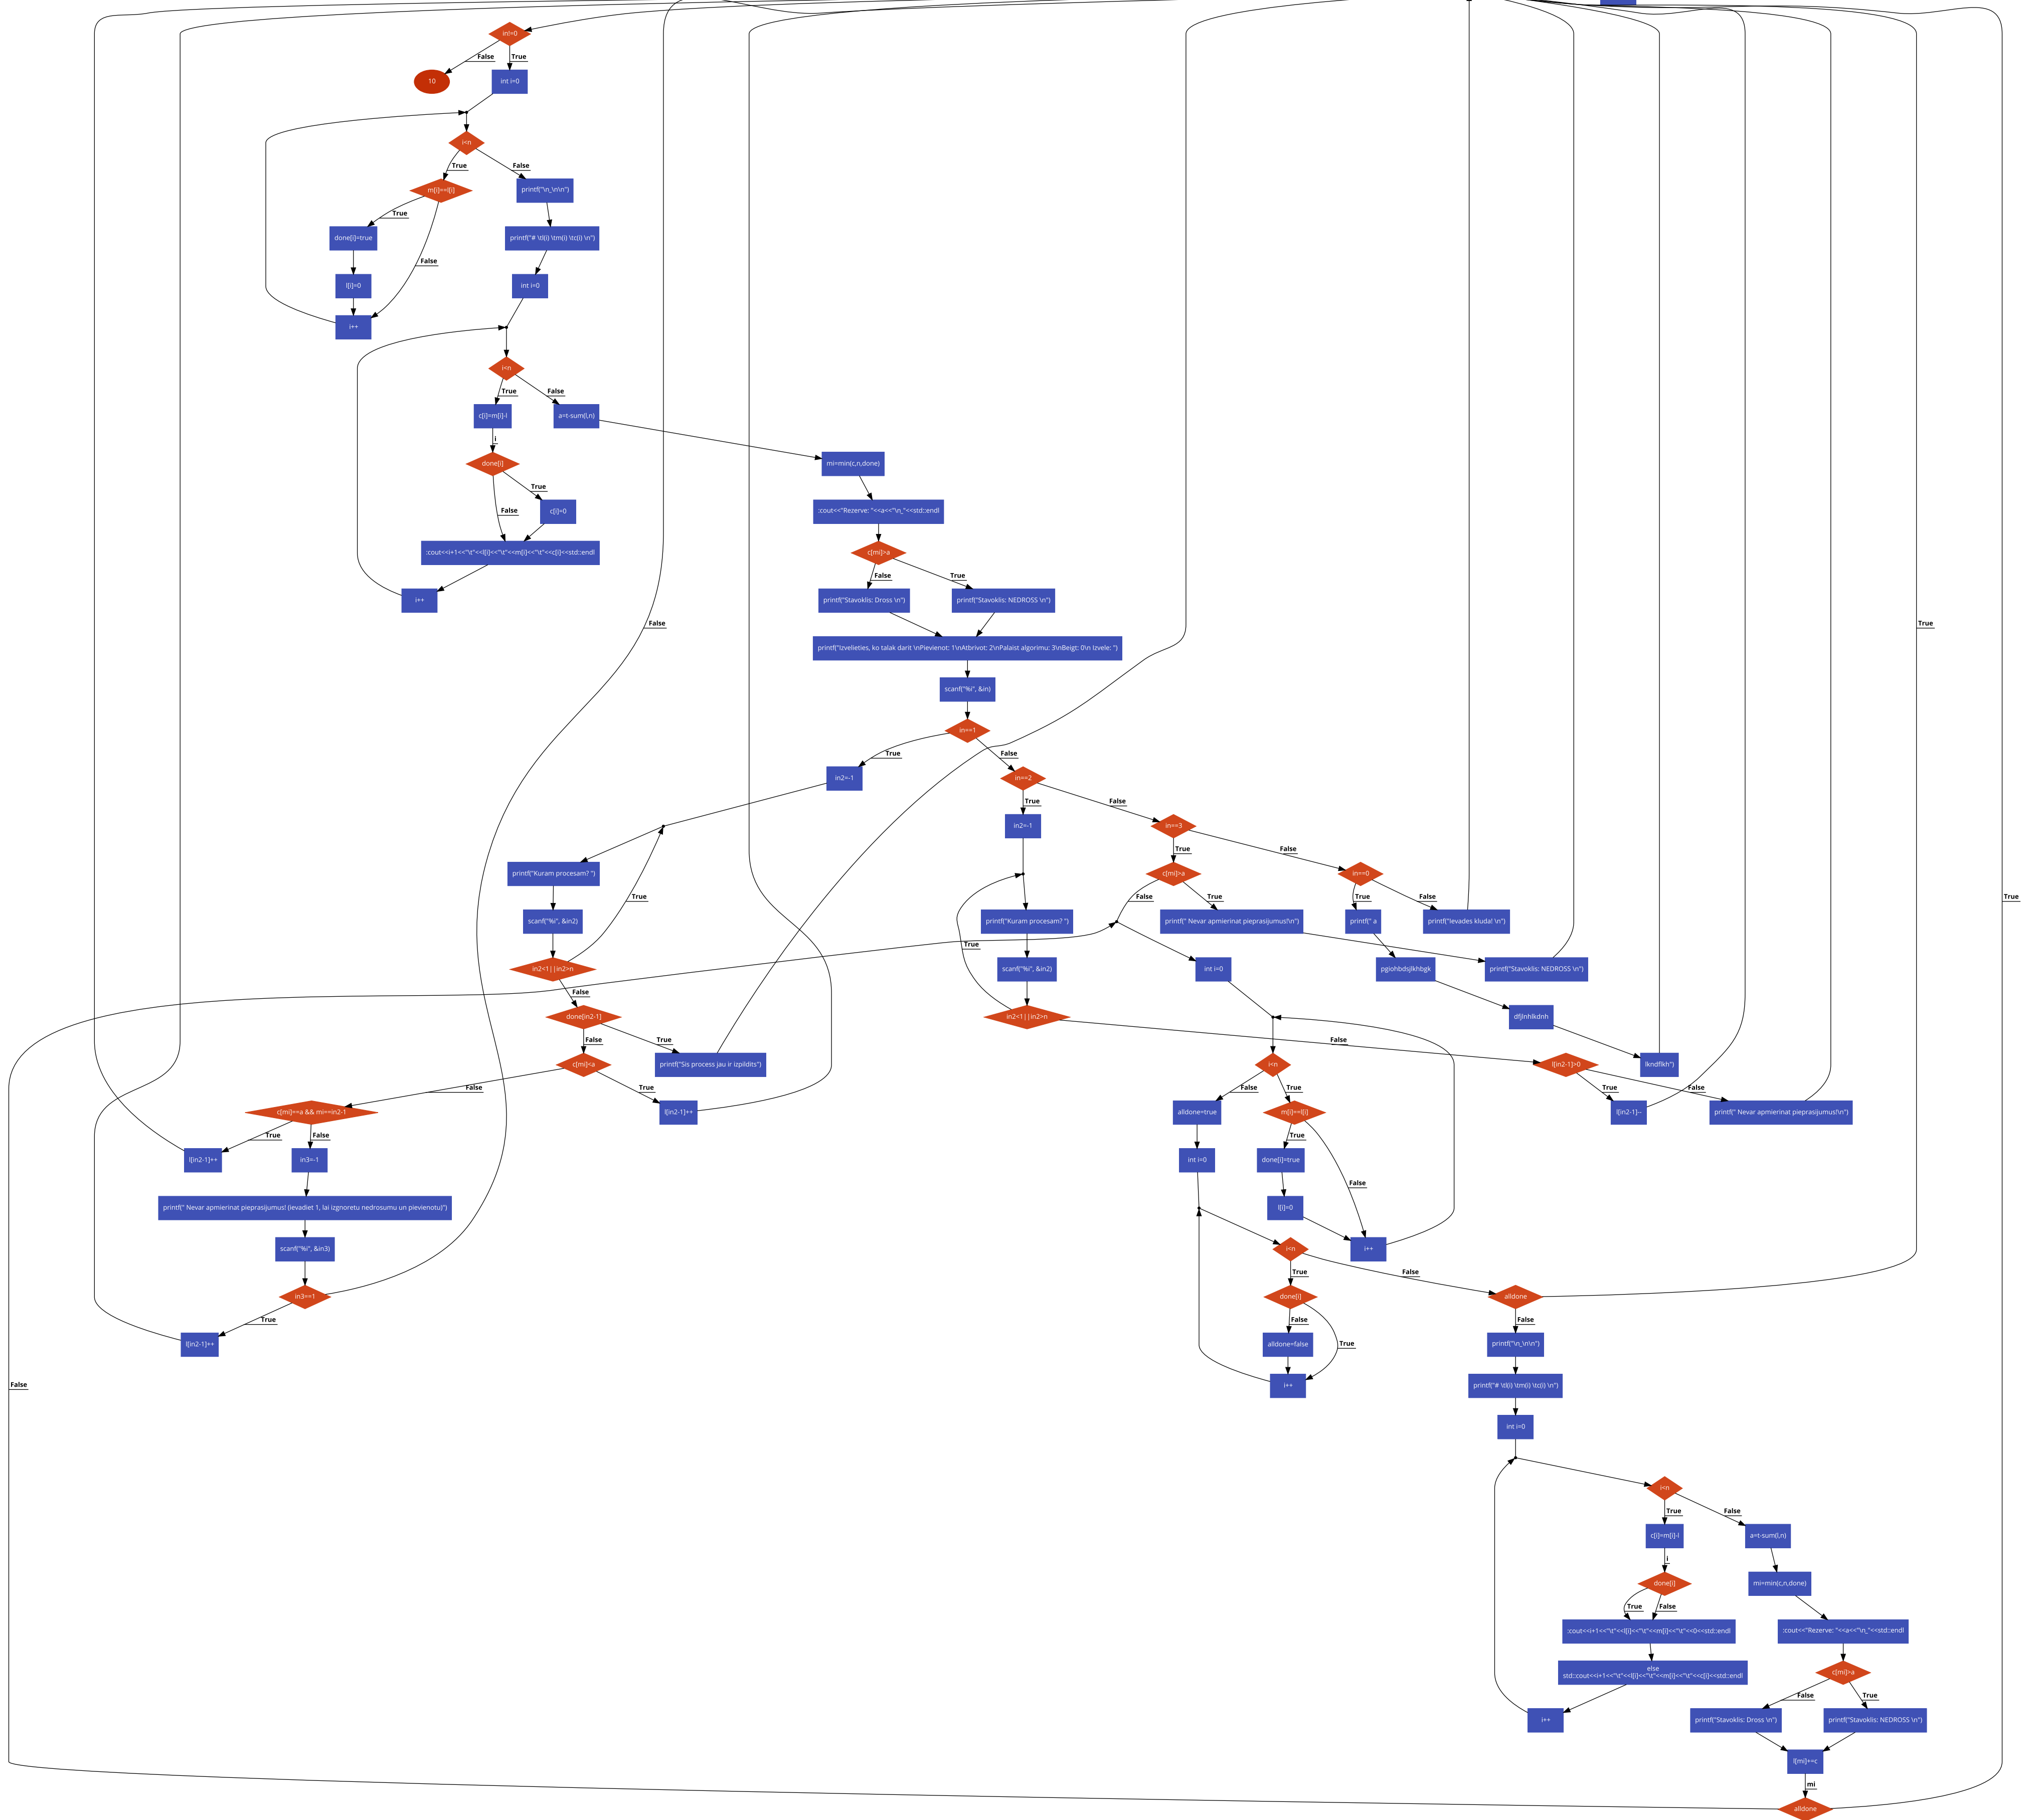 in!=0
False
True
10
int i=0
i<n
True
False
m[i]==l[i]
printf("\n_\n\n")
True
done[i]=true
printf("# \tl(i) \tm(i) \tc(i) \n")
False
l[i]=0
int i=0
i++
i<n
True
False
c[i]=m[i]-l
a=t-sum(l,n)
i
done[i]
mi=min(c,n,done)
True
c[i]=0
:cout<<"Rezerve: "<<a<<"\n_"<<std::endl
False
:cout<<i+1<<"\t"<<l[i]<<"\t"<<m[i]<<"\t"<<c[i]<<std::endl
c[mi]>a
False
True
i++
printf("Stavoklis: Dross \n")
printf("Stavoklis: NEDROSS \n")
False
True
printf("Izvelieties, ko talak darit \nPievienot: 1\nAtbrivot: 2\nPalaist algorimu: 3\nBeigt: 0\n Izvele: ")
scanf("%i", &in)
in==1
True
False
in2=-1
in==2
True
False
in2=-1
in==3
True
False
printf("Kuram procesam? ")
c[mi]>a
in==0
True
False
True
True
False
scanf("%i", &in2)
printf("Kuram procesam? ")
printf(" Nevar apmierinat pieprasijumus!\n")
printf(" a
printf("Ievades kluda! \n")
True
in2<1||in2>n
scanf("%i", &in2)
int i=0
pgiohbdsjlkhbgk
printf("Stavoklis: NEDROSS \n")
False
done[in2-1]
in2<1||in2>n
dfjlnhlkdnh
False
True
False
c[mi]<a
printf("Sis process jau ir izpildits")
i<n
l[in2-1]>0
lkndflkh")
False
True
False
True
True
False
c[mi]==a && mi==in2-1
l[in2-1]++
alldone=true
m[i]==l[i]
l[in2-1]--
printf(" Nevar apmierinat pieprasijumus!\n")
True
False
True
l[in2-1]++
in3=-1
int i=0
done[i]=true
False
printf(" Nevar apmierinat pieprasijumus! (ievadiet 1, lai izgnoretu nedrosumu un pievienotu)")
l[i]=0
scanf("%i", &in3)
i<n
i++
True
False
in3==1
done[i]
alldone
True
False
True
False
l[in2-1]++
alldone=false
printf("\n_\n\n")
False
i++
printf("# \tl(i) \tm(i) \tc(i) \n")
True
int i=0
i<n
True
False
c[i]=m[i]-l
a=t-sum(l,n)
i
done[i]
mi=min(c,n,done)
True
False
:cout<<i+1<<"\t"<<l[i]<<"\t"<<m[i]<<"\t"<<0<<std::endl
:cout<<"Rezerve: "<<a<<"\n_"<<std::endl
else
std::cout<<i+1<<"\t"<<l[i]<<"\t"<<m[i]<<"\t"<<c[i]<<std::endl
c[mi]>a
False
True
i++
printf("Stavoklis: Dross \n")
printf("Stavoklis: NEDROSS \n")
l[mi]+=c
mi
alldone